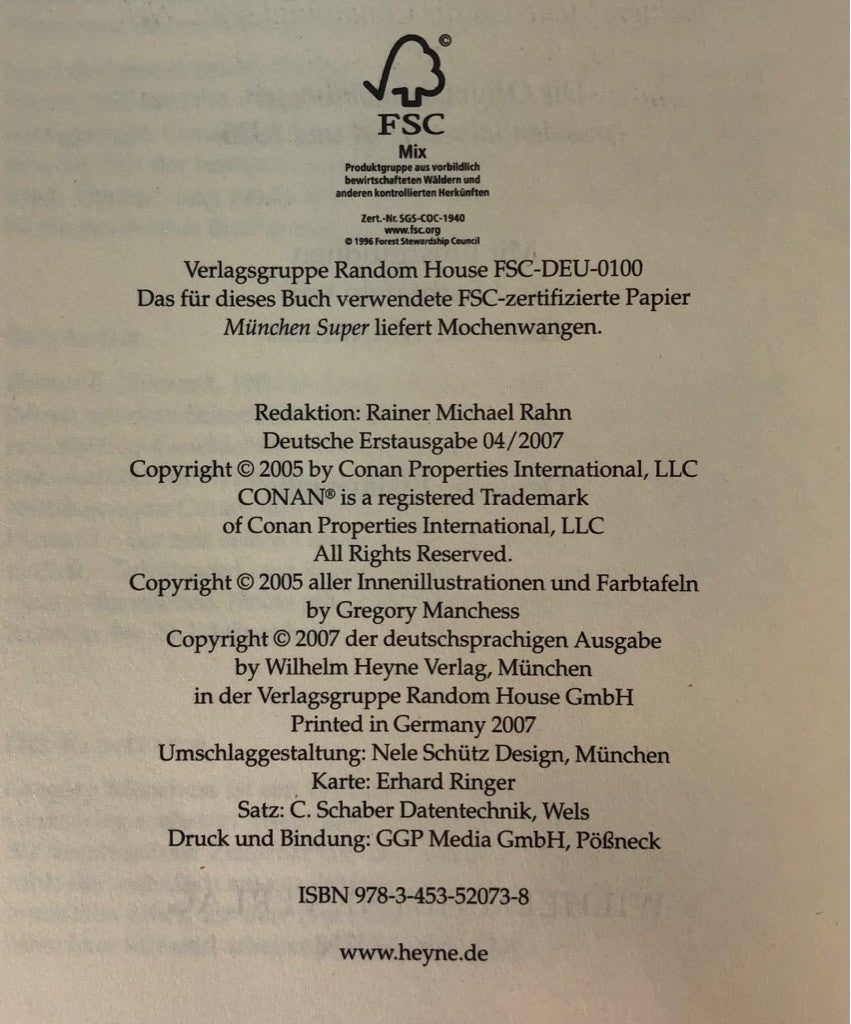 ©
FSC
Mix
Produktgruppe aus vorbildlich
bewirtschafteten Wäldern und
anderen kontrollierten Herkünften
Zert.-Nr. SGS-COC-1940
www.fsc.org
© 1996 Forest Stewardship Council
Verlagsgruppe Random House FSC-DEU-0100
Das für dieses Buch verwendete FSC-zertifizierte Papier
München Super liefert Mochenwangen.
Redaktion: Rainer Michael Rahn
Deutsche Erstausgabe 04/2007
Copyright © 2005 by Conan Properties International, LLC
CONAN® is a registered Trademark
of Conan Properties International, LLC
All Rights Reserved.
Copyright © 2005 aller Innenillustrationen und Farbtafeln
by Gregory Manchess
Copyright © 2007 der deutschsprachigen Ausgabe
by Wilhelm Heyne Verlag, München
in der Verlagsgruppe Random House GmbH
Printed in Germany 2007
Umschlaggestaltung: Nele Schütz Design, München
Karte: Erhard Ringer
Satz: C. Schaber Datentechnik, Wels
Druck und Bindung: GGP Media GmbH, Pößneck
ISBN 978-3-453-52073-8
www.heyne.de